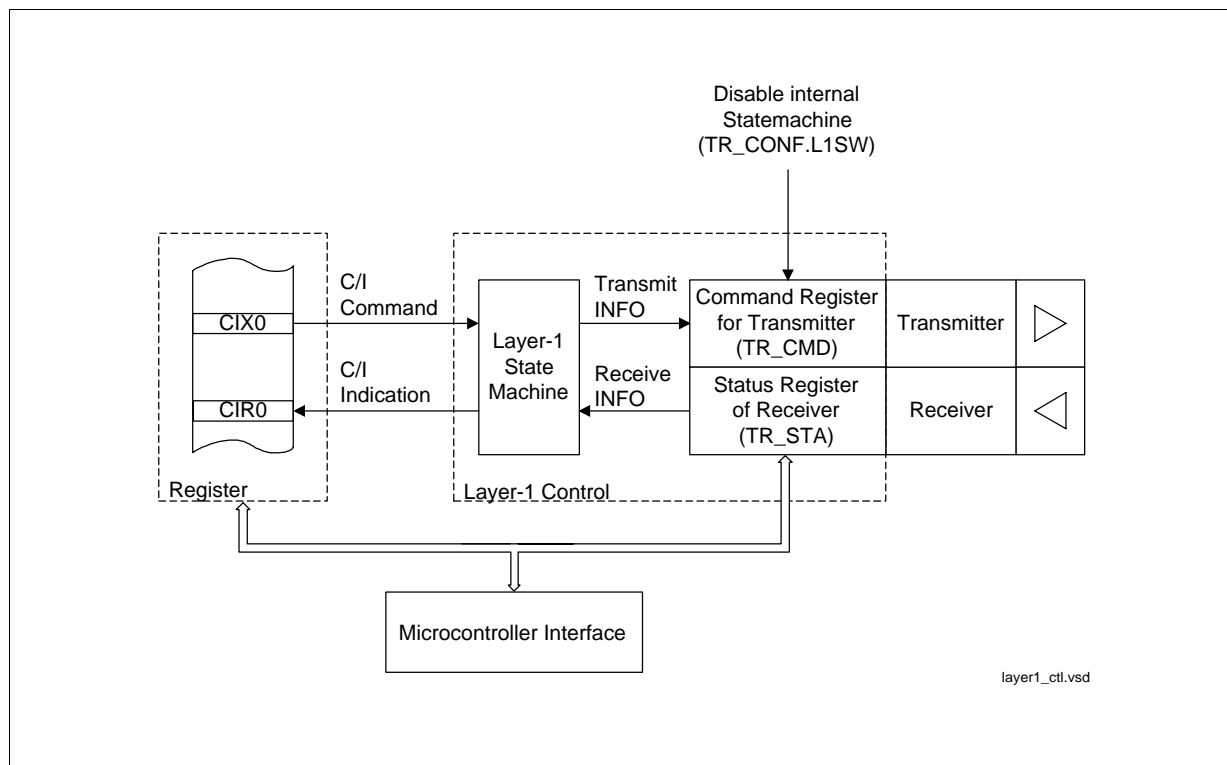 Disable internal
Statemachine
(TR_CONF.L1SW)
C/I
Command
CIX0
C/I
Indication
CIR0
Register
Layer-1
State
Machine
Transmit
INFO
Receive
INFO
Command Register
for Transmitter
(TR_CMD)
Transmitter
Status Register
of Receiver
(TR_STA)
Receiver
Layer-1 Control
Microcontroller Interface
layer1_ctl.vsd